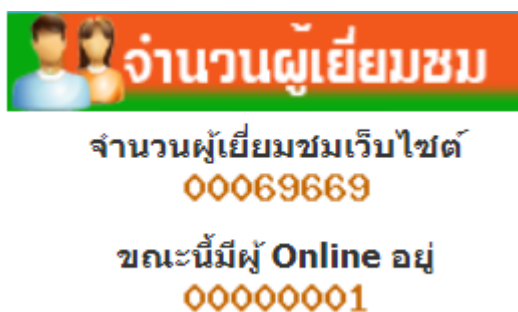 จำนวนผู้เยี่ยมชม
จำนวนผู้เยี่ยมชมเว็บไซต์
00069669
ขณะนี้มีผู้ Online อยู่
00000001